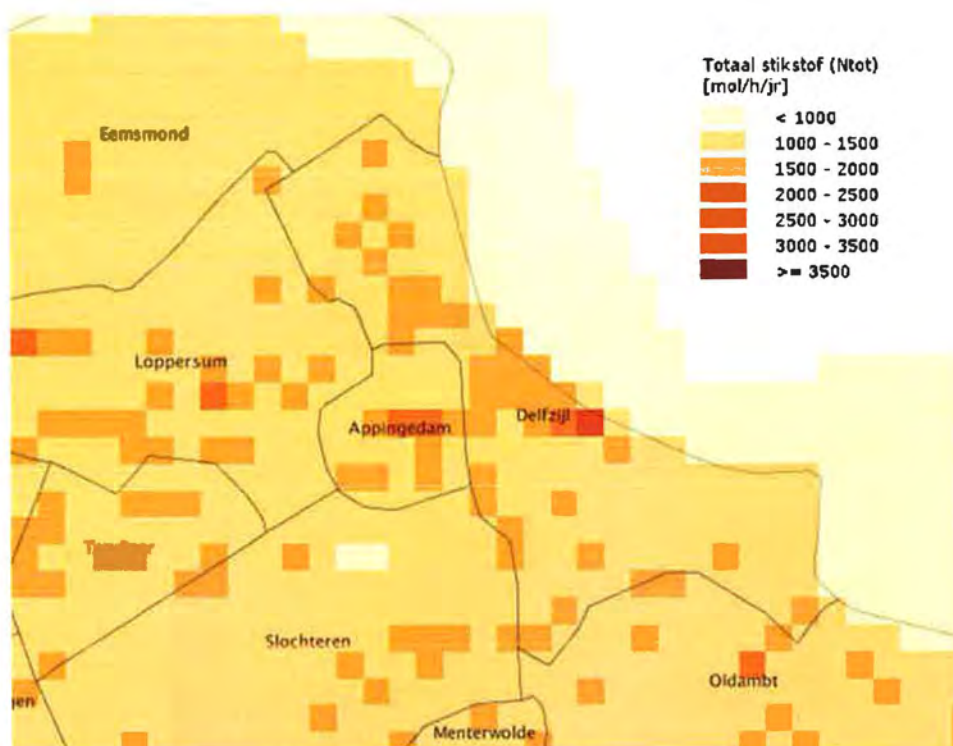 Totaal stikstof (Ntot)
[mol/h/jr]
< 1000
1000 - 1500
1500 - 2000
2000 - 2500
2500 - 3000
3000 - 3500
>= 3500
Eemsmond
Loppersum
Appingedam
Delfzijl
Slochteren
Oldambt
gen
Menterwolde